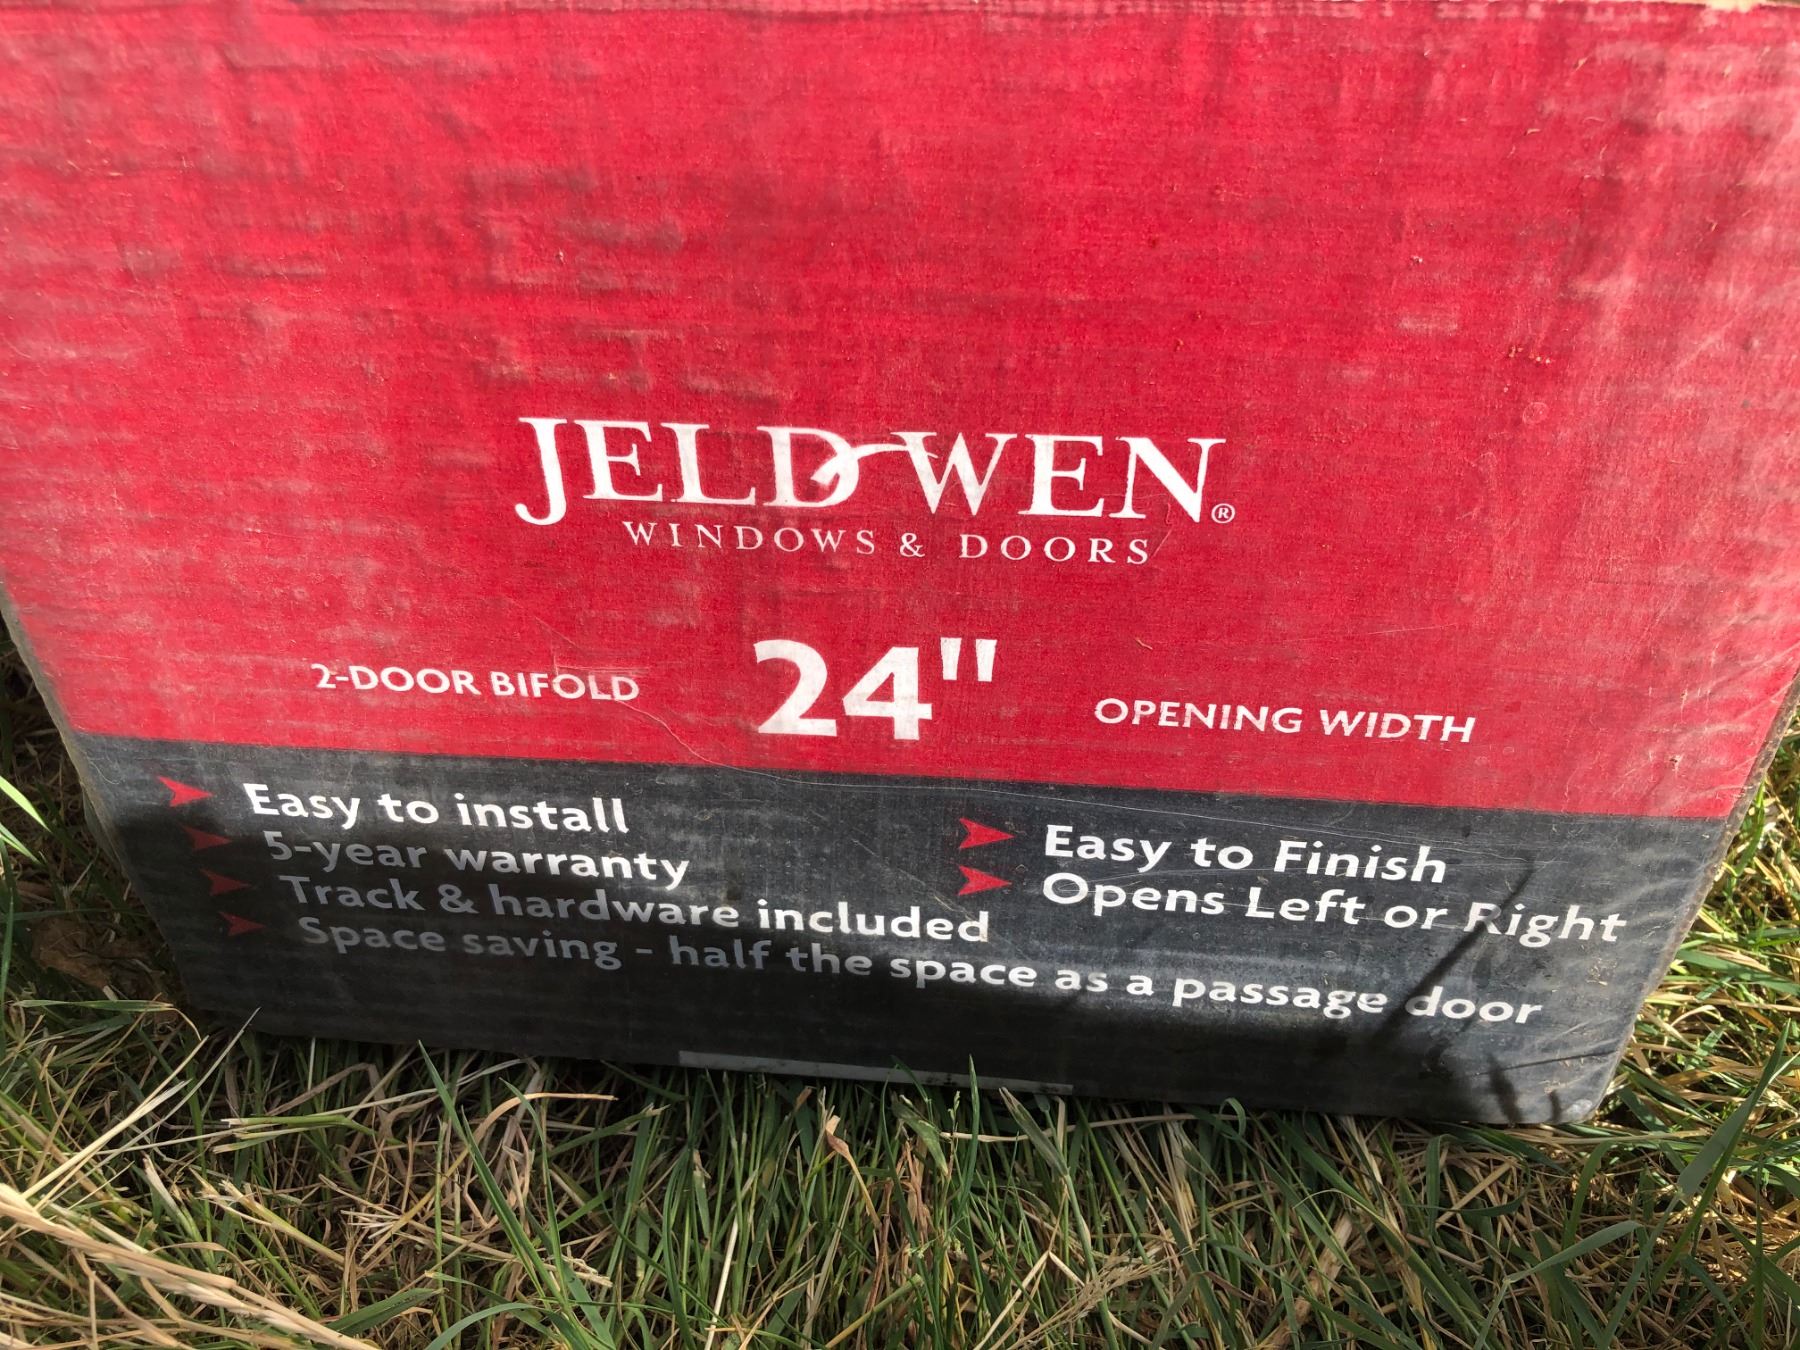 JELD-WEN®
WINDOWS & DOORS
2-DOOR BIFOLD 24" OPENING WIDTH
Easy to install
5-year warranty
Track & hardware included
Space saving - half the space as a passage door
Easy to Finish
Opens Left or Right